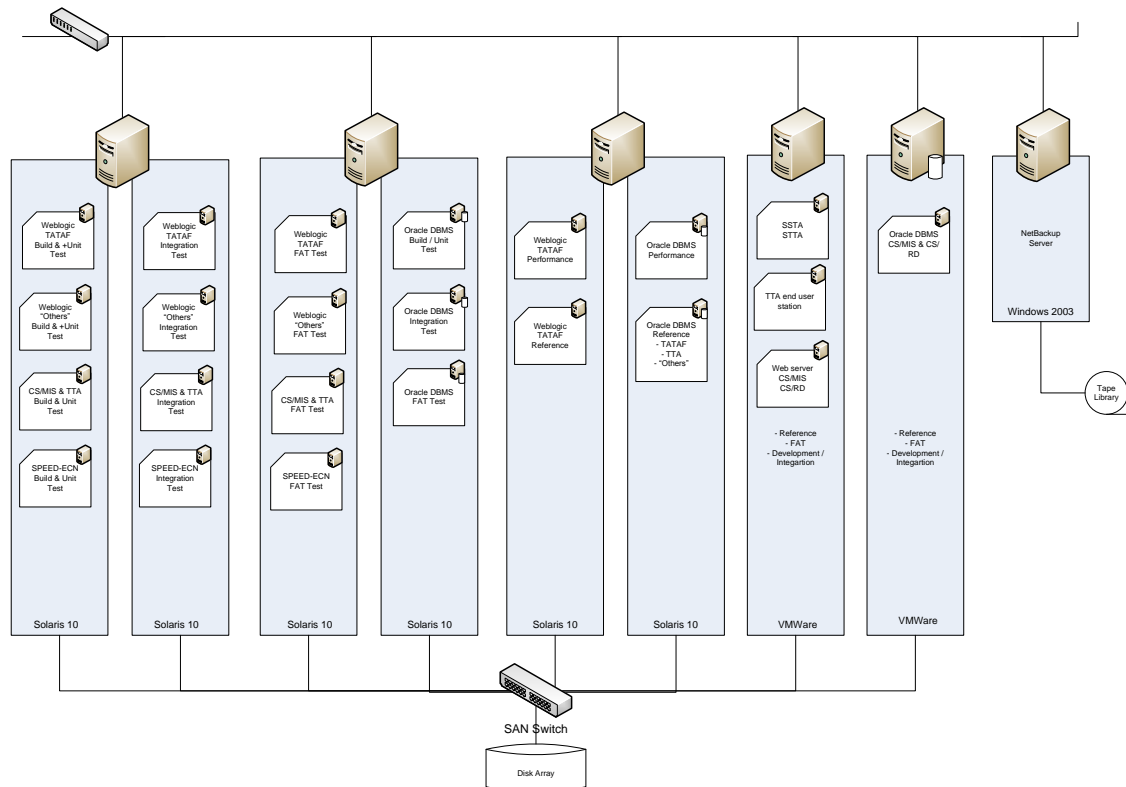 Weblogic
TATAF
Build & +Unit
Test
Weblogic
"Others"
Build & +Unit
Test
CS/MIS & TTA
Build & Unit
Test
SPEED-ECN
Build & Unit
Test
Solaris 10
Weblogic
TATAF
Integration
Test
Weblogic
"Others"
Integration
Test
CS/MIS & TTA
Integration
Test
SPEED-ECN
Integration
Test
Solaris 10
Weblogic
TATAF
FAT Test
Weblogic
"Others"
FAT Test
CS/MIS & TTA
FAT Test
SPEED-ECN
FAT Test
Solaris 10
Oracle DBMS
Build / Unit
Test
Oracle DBMS
Integration
Test
Oracle DBMS
FAT Test
Solaris 10
Weblogic
TATAF
Performance
Weblogic
TATAF
Reference
Solaris 10
Oracle DBMS
Performance
Oracle DBMS
Reference
- TATAF
- TTA
- "Others"
Solaris 10
SSTA
STTA
TTA end user
station
Web server
CS/MIS
CS/RD
- Reference
- FAT
- Development /
Integartion
VMWare
Oracle DBMS
CS/MIS & CS/
RD
- Reference
- FAT
- Development /
Integartion
VMWare
NetBackup
Server
Windows 2003
Tape
Library
SAN Switch
Disk Array